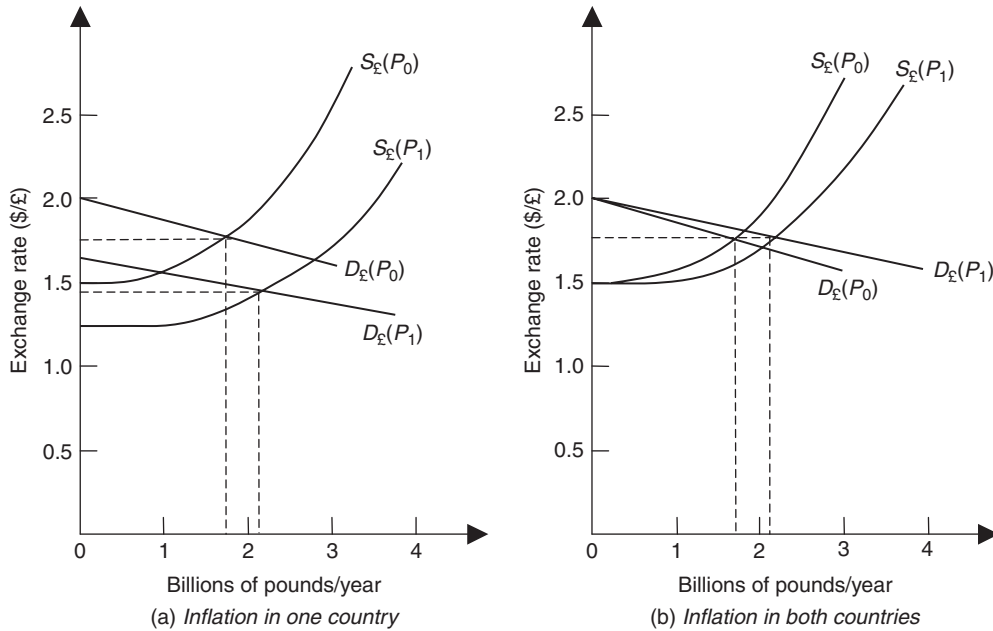 Exchange rate ($/£)
2.5
2.0
1.5
1.0
0.5
0 1 2 3 4
S£(P0)
S£(P1)
D£(P0)
D£(P1)
Billions of pounds/year
(a) Inflation in one country
Exchange rate ($/£)
2.5
2.0
1.5
1.0
0.5
0 1 2 3 4
S£(P0)
S£(P1)
D£(P1)
D£(P0)
Billions of pounds/year
(b) Inflation in both countries